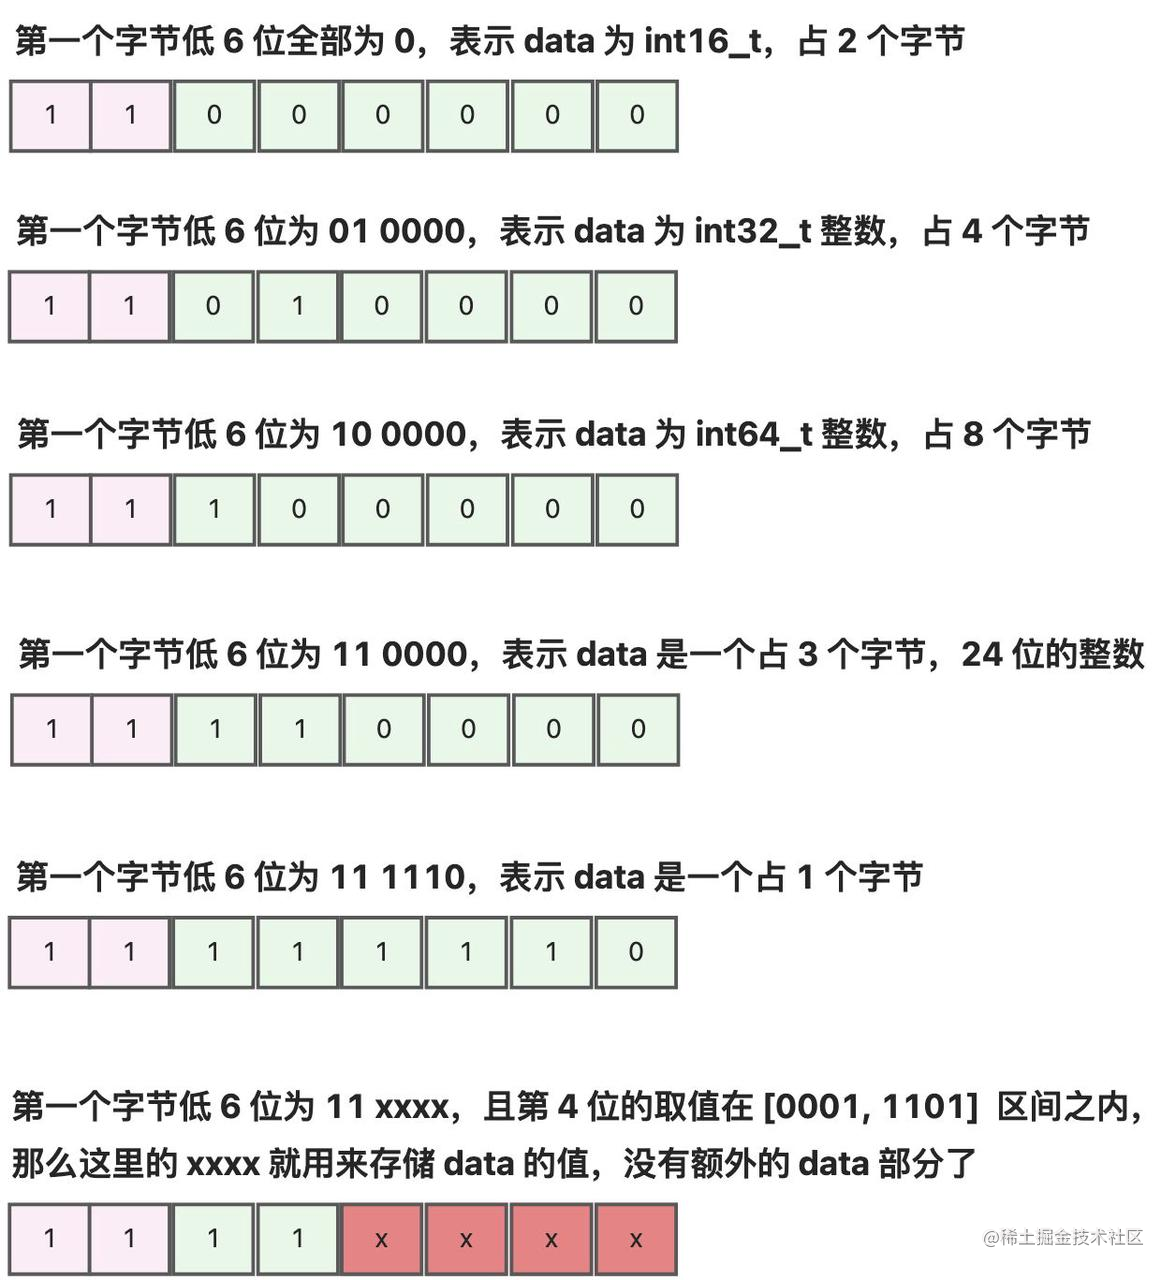 第一个字节低 6 位全部为 0，表示 data 为 int16_t，占 2 个字节
1 1 0 0 0 0 0 0
第一个字节低 6 位为 01 0000，表示 data 为 int32_t 整数，占 4 个字节
1 1 0 1 0 0 0 0
第一个字节低 6 位为 10 0000，表示 data 为 int64_t 整数，占 8 个字节
1 1 1 0 0 0 0 0
第一个字节低 6 位为 11 0000，表示 data 是一个占 3 个字节，24 位的整数
1 1 1 1 0 0 0 0
第一个字节低 6 位为 11 1110，表示 data 是一个占 1 个字节
1 1 1 1 1 1 1 0
第一个字节低 6 位为 11 xxxx，且第 4 位的取值在 [0001, 1101] 区间之内，
那么这里的 xxxx 就用来存储 data 的值，没有额外的 data 部分了
1 1 1 1 x x x x
@稀土掘金技术社区